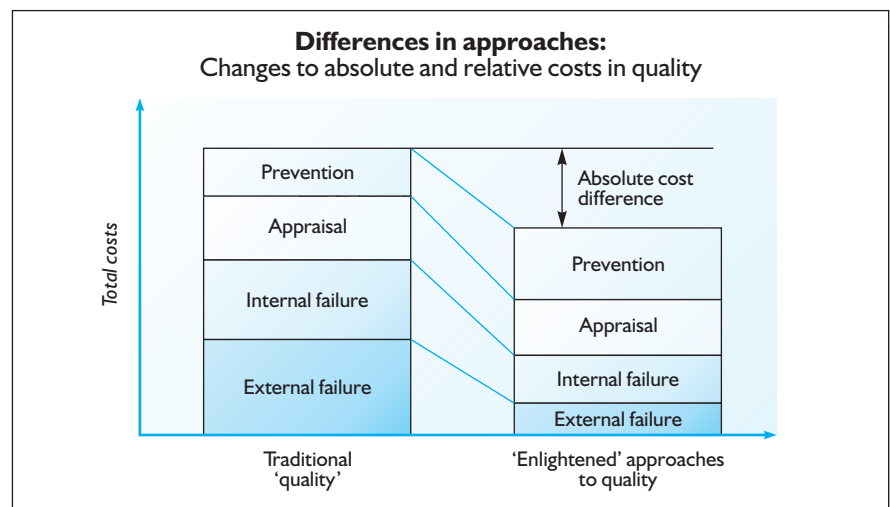 Differences in approaches:
Changes to absolute and relative costs in quality
Total costs
Prevention
Appraisal
Internal failure
External failure
Absolute cost
difference
Prevention
Appraisal
Internal failure
External failure
Traditional
‘quality’
‘Enlightened’ approaches
to quality